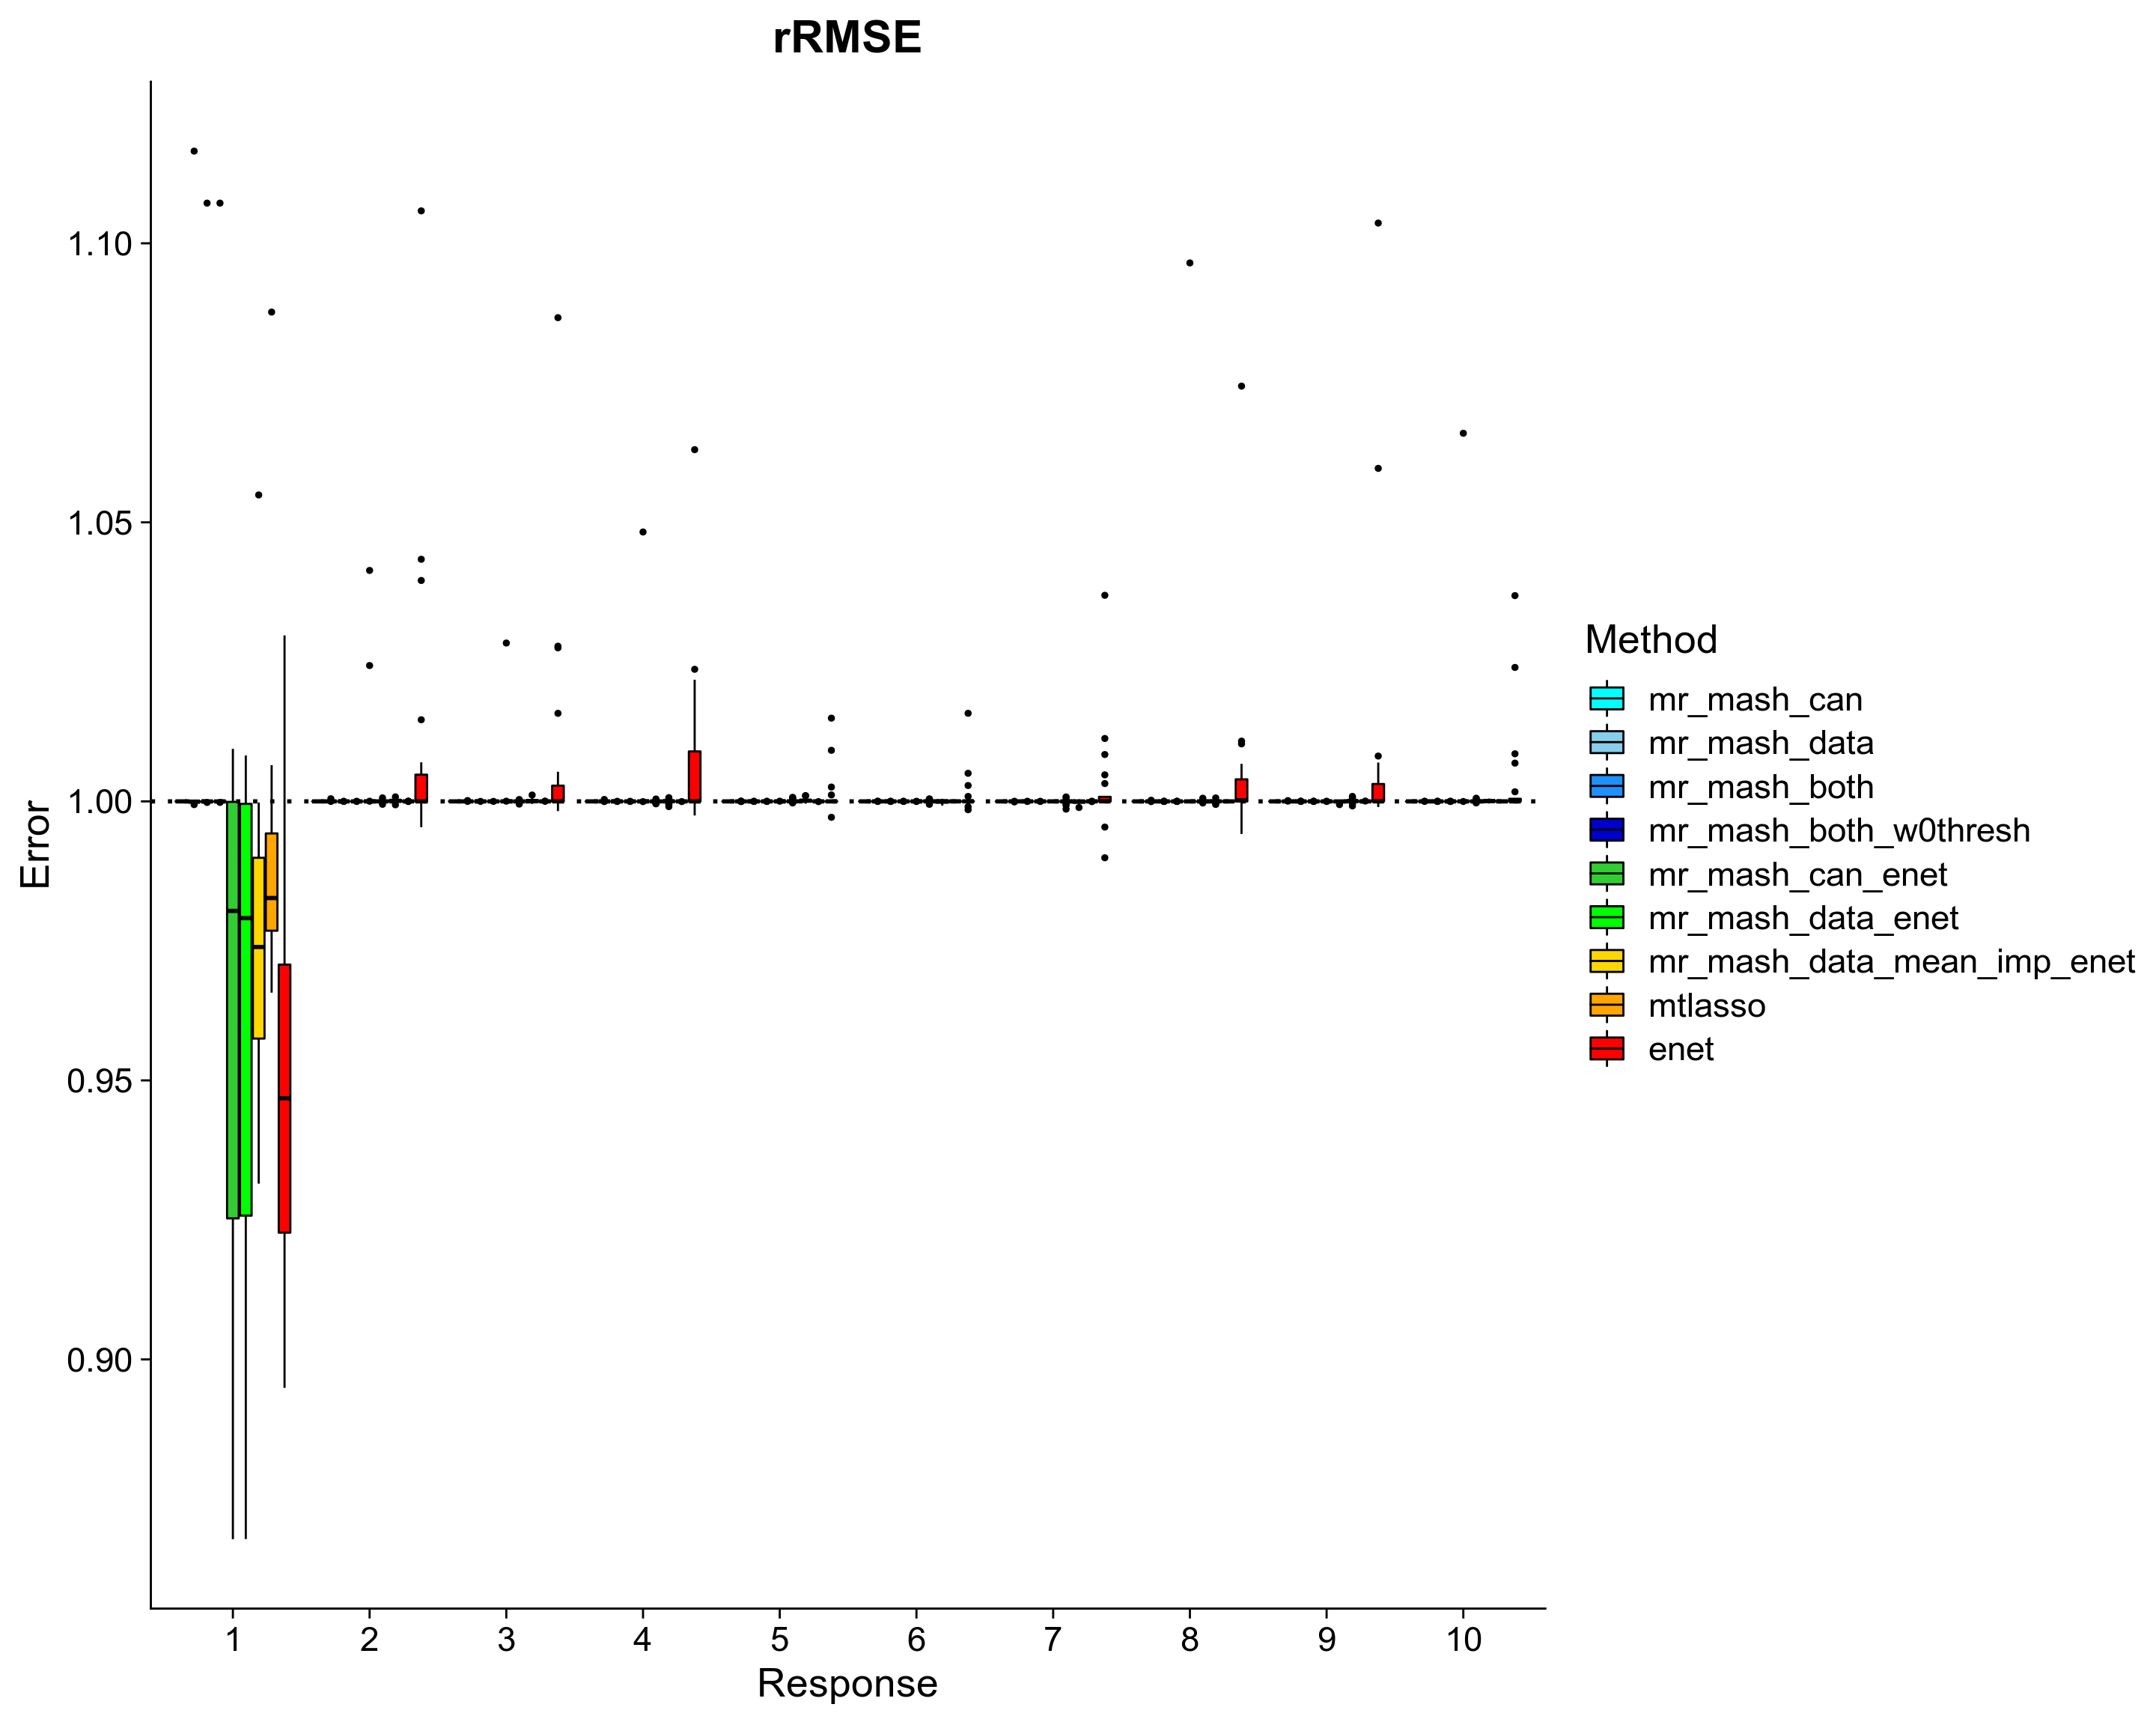 rRMSE
Error
1.10
1.05
1.00
0.95
0.90
1 2 3 4 5 6 7 8 9 10
Response
Method
mr_mash_can
mr_mash_data
mr_mash_both
mr_mash_both_w0thresh
mr_mash_can_enet
mr_mash_data_enet
mr_mash_data_mean_imp_enet
mtlasso
enet